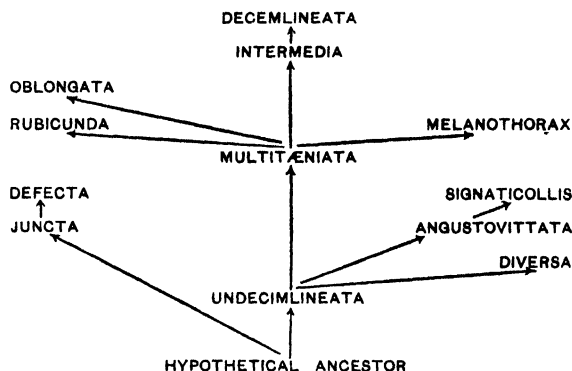 DECEMLINEATA
INTERMEDIA
OBLONGATA
RUBICUNDA
MELANOTHORAX
MULTITÆNIATA
DEFECTA
SIGNATICOLLIS
JUNCTA
ANGUSTOVITTATA
DIVERSA
UNDECIMLINEATA
HYPOTHETICAL ANCESTOR